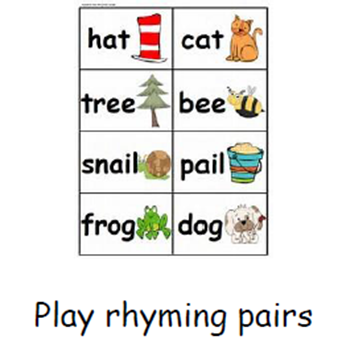 hat cat
tree bee
snail pail
frog dog
Play rhyming pairs